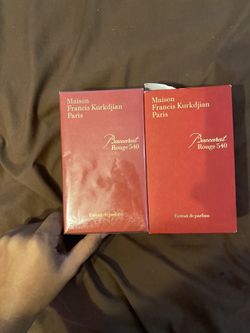 Maison
Francis Kurkdjian
Paris
Baccarat
Rouge 540
Extrait de parfum
Maison
Francis Kurkdjian
Paris
Baccarat
Rouge 540
Extrait de parfum